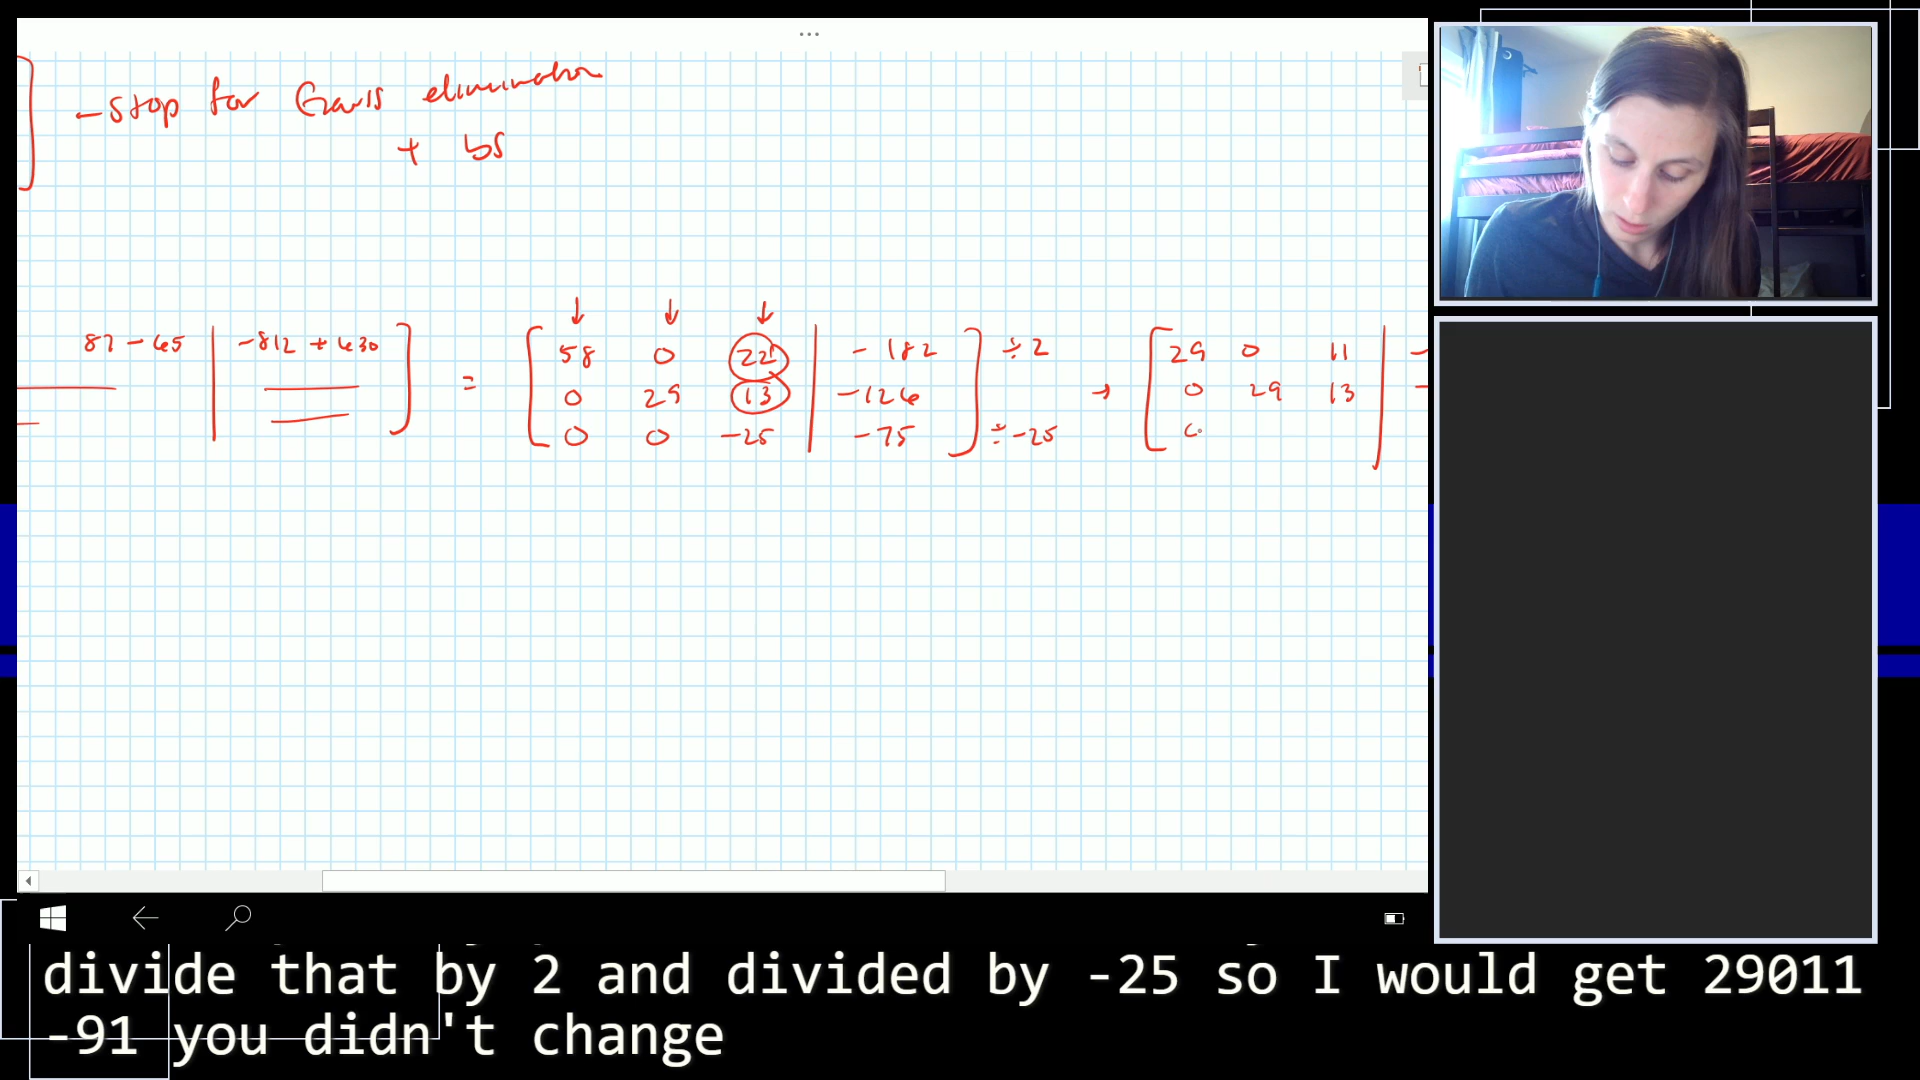 ...
- Stop for Gauss elimination
+ bs
87 - 65 | -812 + 630 ] = [ 58 0 22 | -182 ] ÷ 2 → [ 29 0 11 | -
0 29 13 | -126 0 29 13 | -
0 0 -25 | -75 ] ÷ -25 0
divide that by 2 and divided by -25 so I would get 29011
-91 you didn't change